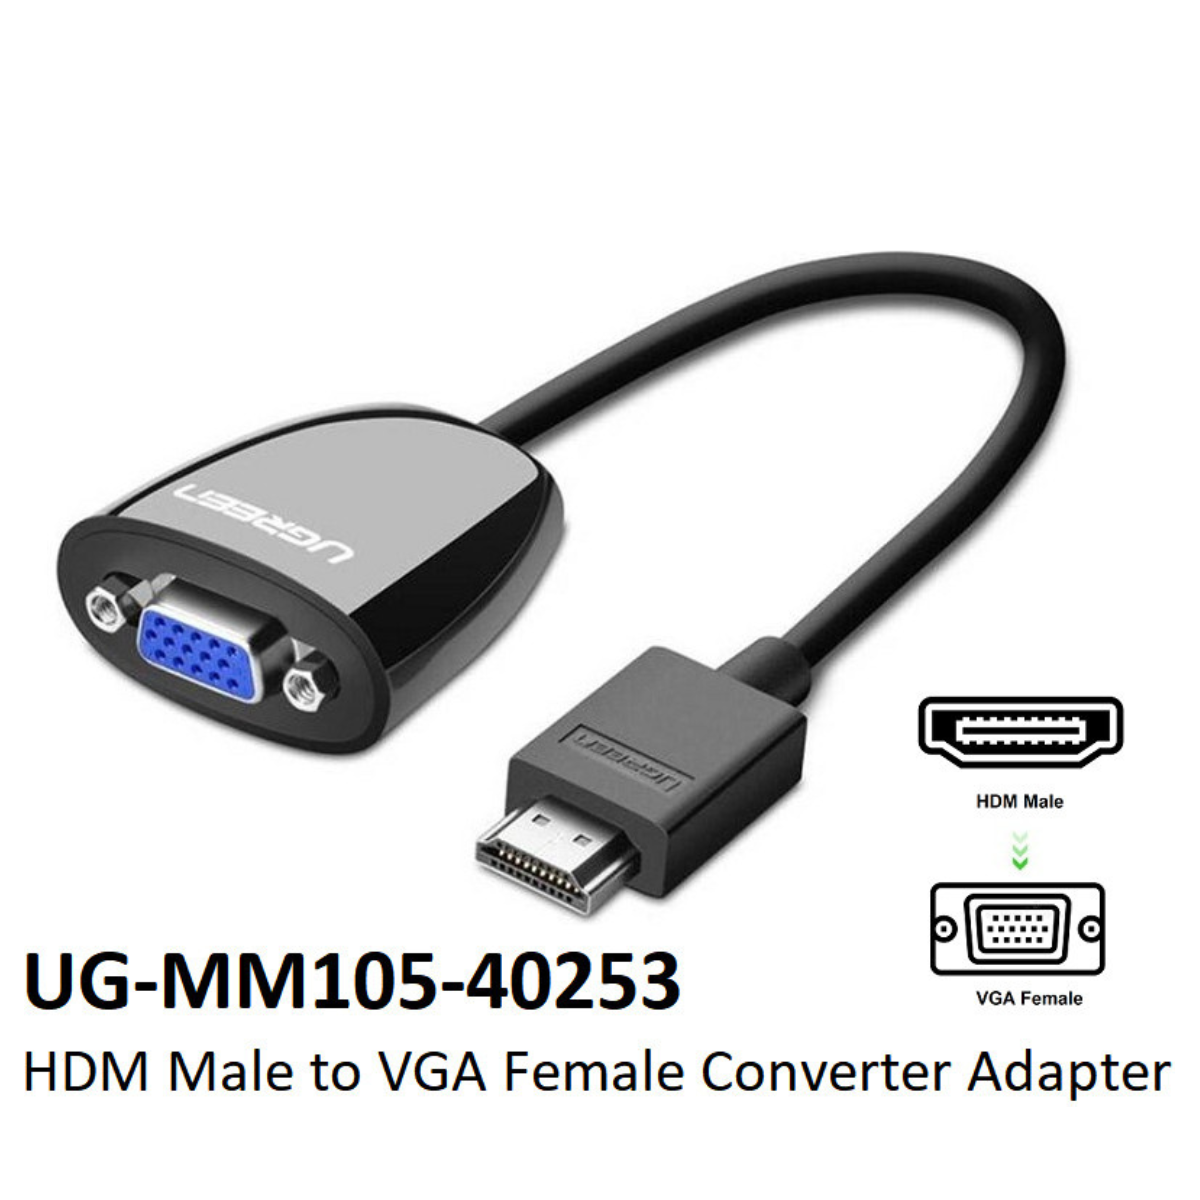 UGREEN
UGREEN
HDM Male
VGA Female
UG-MM105-40253
HDM Male to VGA Female Converter Adapter